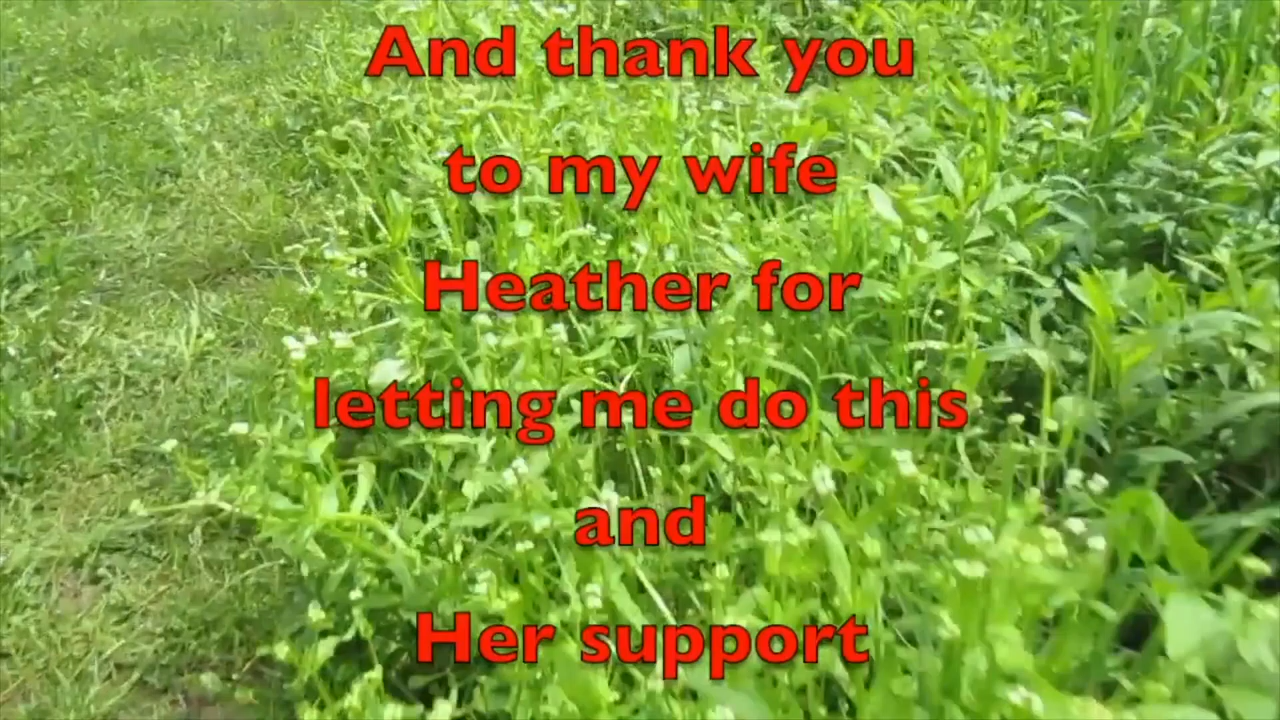 And thank you
to my wife
Heather for
letting me do this
and
Her support